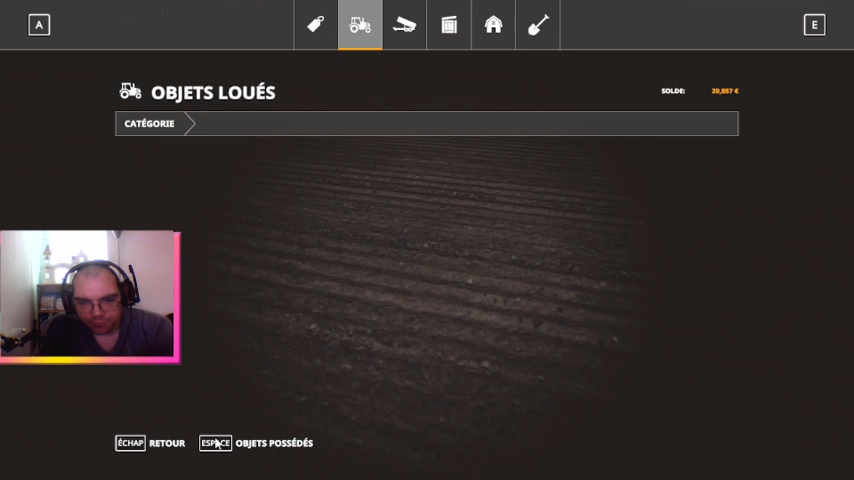 A
E
OBJETS LOUÉS
SOLDE: 29,857 €
CATÉGORIE
ÉCHAP RETOUR ESPACE OBJETS POSSÉDÉS